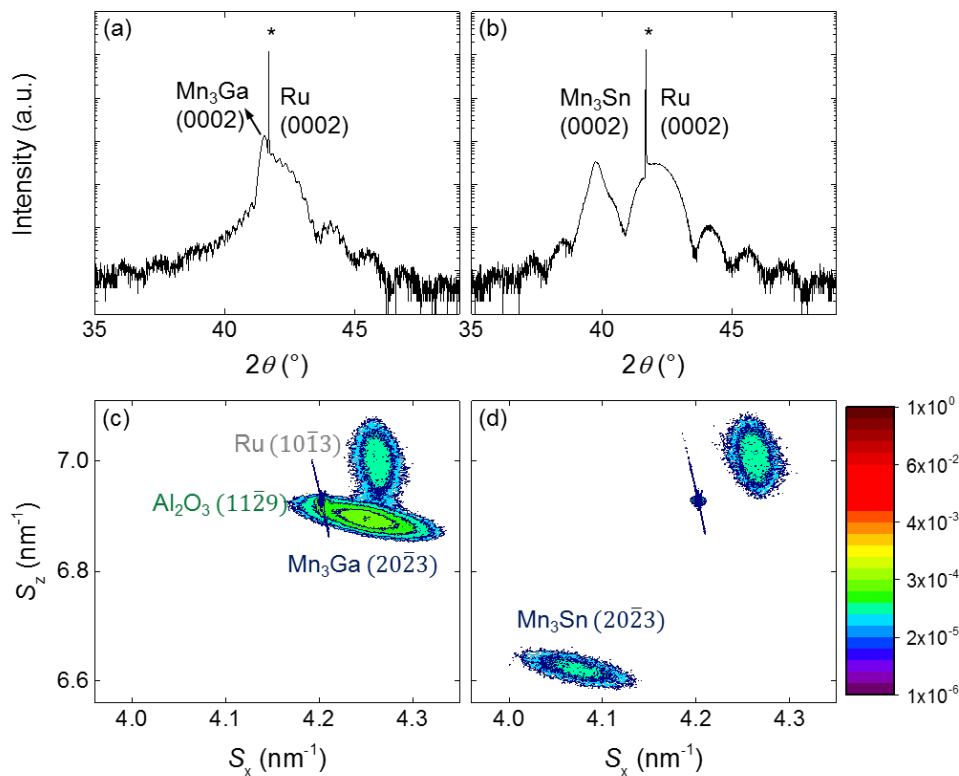 (a)
*
Mn₃Ga
(0002)
Ru
(0002)
(b)
*
Mn₃Sn
(0002)
Ru
(0002)
Intensity (a.u.)
35
40
45
35
40
45
2θ (°)
2θ (°)
(c)
Ru (101̅3)
Al₂O₃ (112̅9)
Mn₃Ga (202̅3)
(d)
Mn₃Sn (202̅3)
7.0
6.8
6.6
S_z (nm⁻¹)
4.0
4.1
4.2
4.3
4.0
4.1
4.2
4.3
Sₓ (nm⁻¹)
Sₓ (nm⁻¹)
1x10⁰
6x10⁻²
4x10⁻³
3x10⁻⁴
2x10⁻⁵
1x10⁻⁶